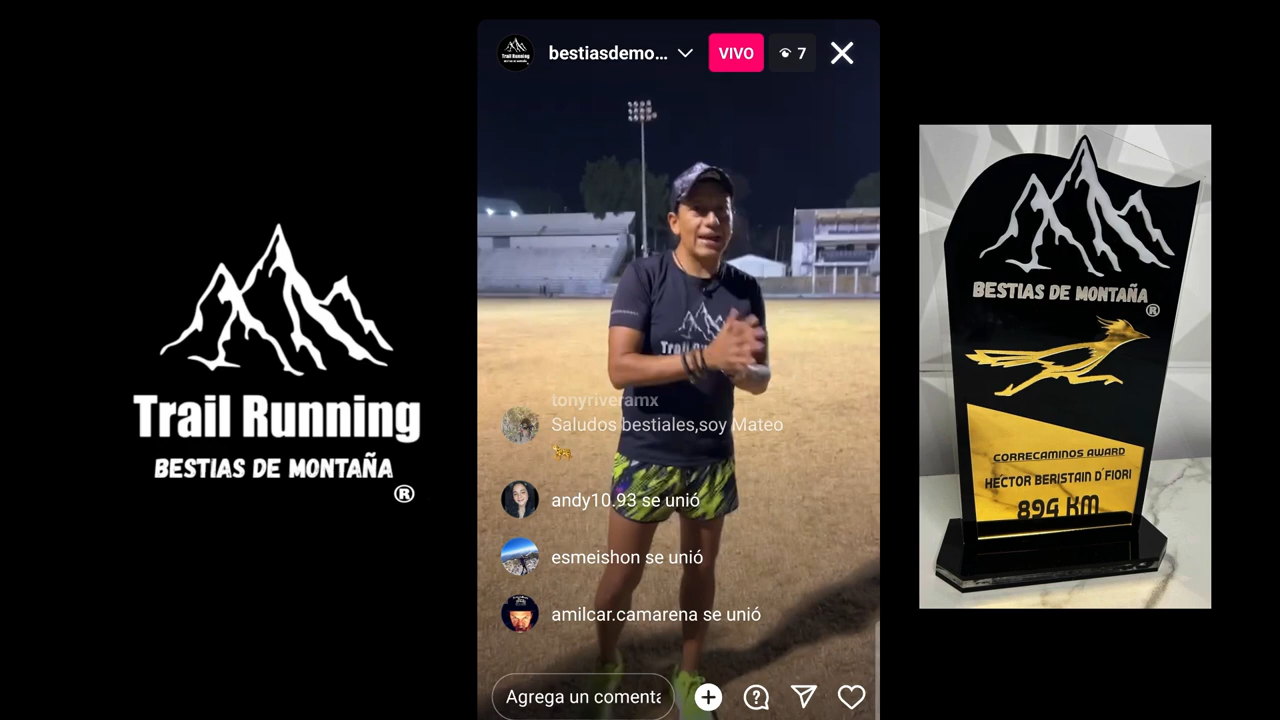 Trail Running
BESTIAS DE MONTAÑA
®
bestiasdemo...
VIVO
7
tonyriveramx
Saludos bestiales,soy Mateo
andy10.93 se unió
esmeishon se unió
amilcar.camarena se unió
Agrega un comenta
BESTIAS DE MONTAÑA
®
CORRECAMINOS AWARD
HÉCTOR BERISTAIN D´FIORI
894 KM